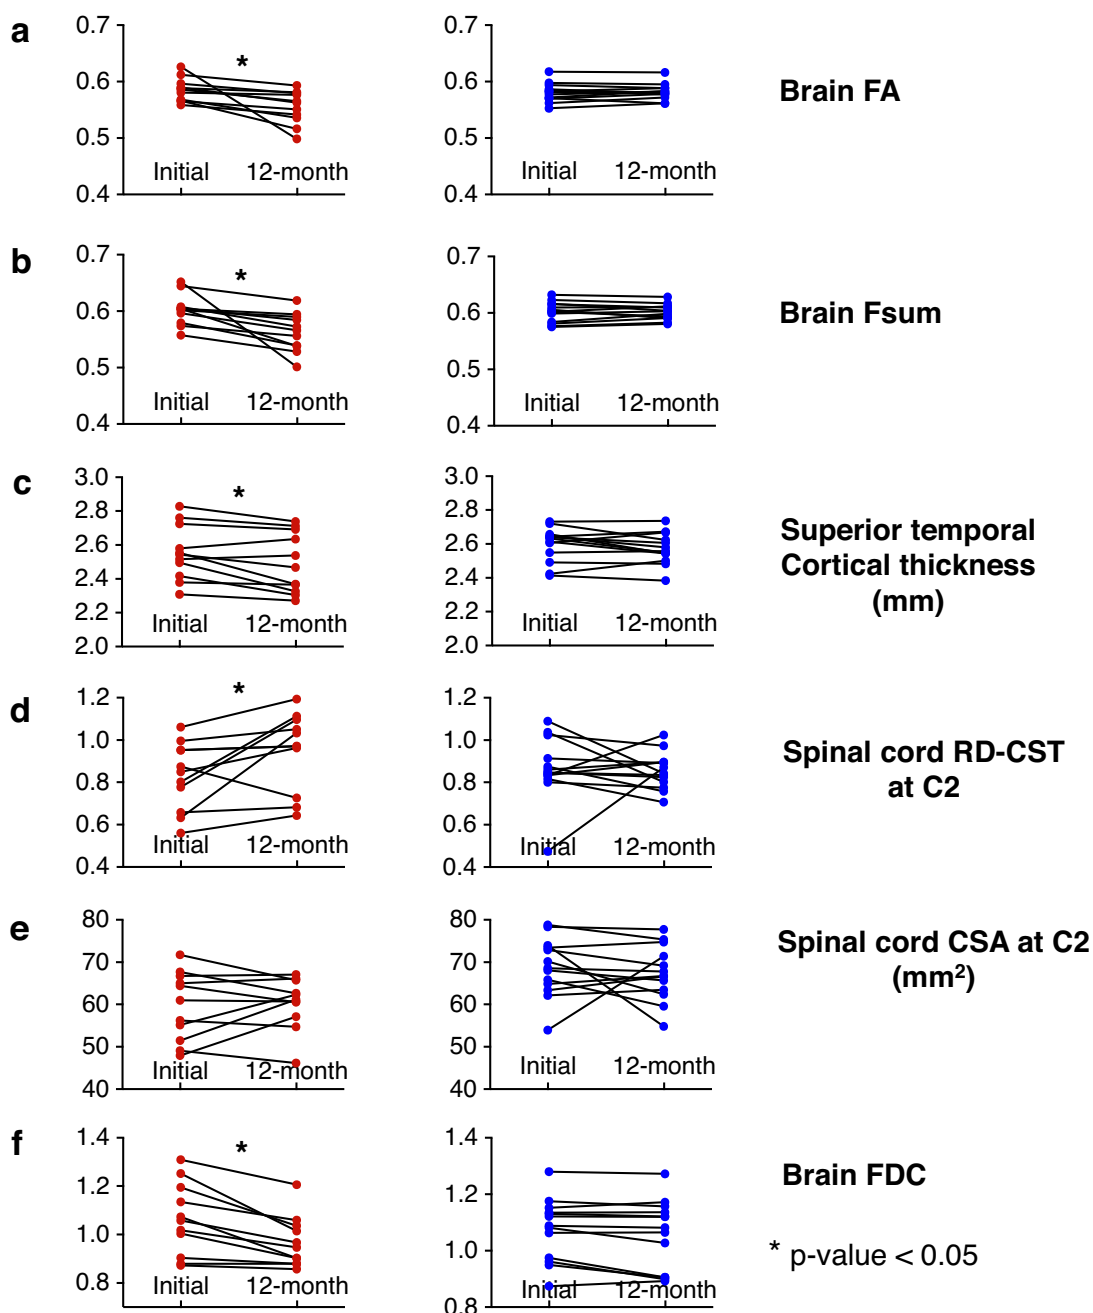 a
0.7
0.6
0.5
0.4
*
Initial 12-month
Initial 12-month
Brain FA
b
0.7
0.6
0.5
0.4
*
Initial 12-month
0.7
0.6
0.5
0.4
Initial 12-month
Brain Fsum
c
3.0
2.8
2.6
2.4
2.2
2.0
*
Initial 12-month
3.0
2.8
2.6
2.4
2.2
2.0
Initial 12-month
Superior temporal
Cortical thickness
(mm)
d
1.2
1.0
0.8
0.6
0.4
*
Initial 12-month
1.2
1.0
0.8
0.6
0.4
Initial 12-month
Spinal cord RD-CST
at C2
e
80
70
60
50
40
Initial 12-month
80
70
60
50
40
Initial 12-month
Spinal cord CSA at C2
(mm²)
f
1.4
1.2
1.0
0.8
*
Initial 12-month
1.4
1.2
1.0
0.8
Initial 12-month
Brain FDC
* p-value < 0.05
0.7
0.6
0.5
0.4